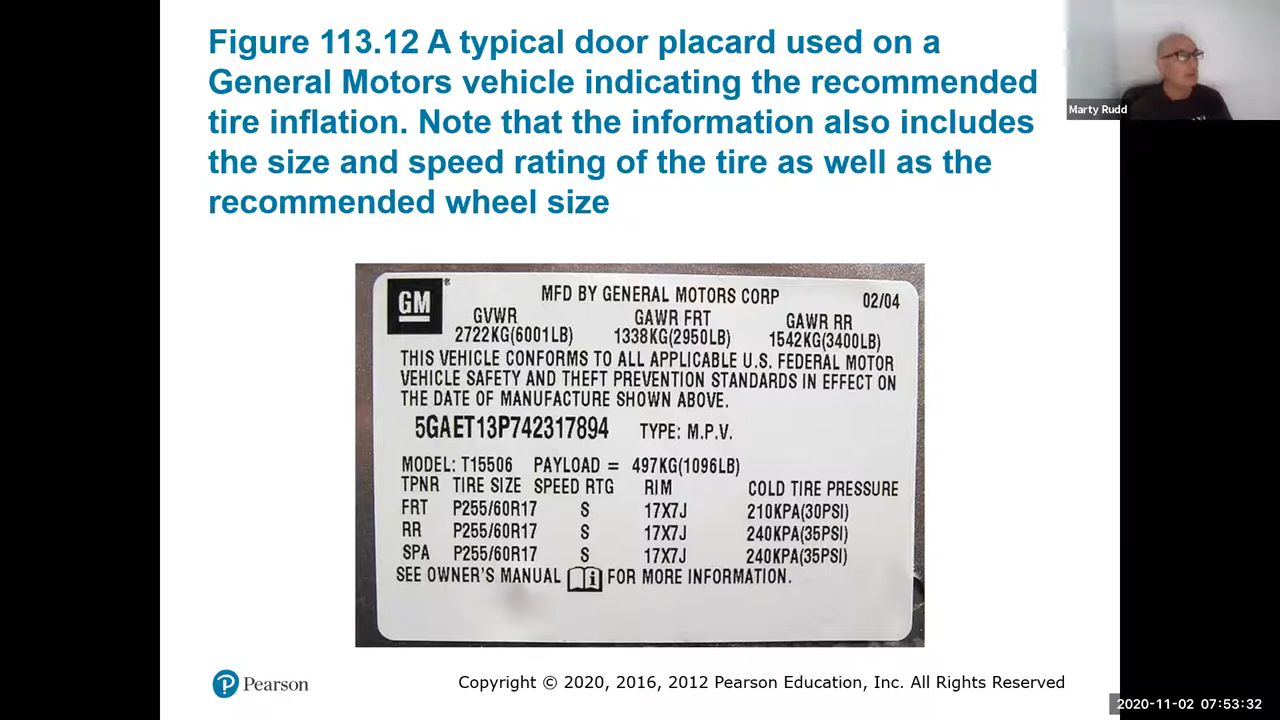 Figure 113.12 A typical door placard used on a
General Motors vehicle indicating the recommended
tire inflation. Note that the information also includes
the size and speed rating of the tire as well as the
recommended wheel size
Marty Rudd
GM
MFD BY GENERAL MOTORS CORP 02/04
GVWR GAWR FRT GAWR RR
2722KG(6001LB) 1338KG(2950LB) 1542KG(3400LB)
THIS VEHICLE CONFORMS TO ALL APPLICABLE U.S. FEDERAL MOTOR
VEHICLE SAFETY AND THEFT PREVENTION STANDARDS IN EFFECT ON
THE DATE OF MANUFACTURE SHOWN ABOVE.
5GAET13P742317894 TYPE: M.P.V.
MODEL: T15506 PAYLOAD = 497KG(1096LB)
TPNR TIRE SIZE SPEED RTG RIM COLD TIRE PRESSURE
FRT P255/60R17 S 17X7J 210KPA(30PSI)
RR P255/60R17 S 17X7J 240KPA(35PSI)
SPA P255/60R17 S 17X7J 240KPA(35PSI)
SEE OWNER'S MANUAL FOR MORE INFORMATION.
Pearson
Copyright © 2020, 2016, 2012 Pearson Education, Inc. All Rights Reserved
2020-11-02 07:53:32